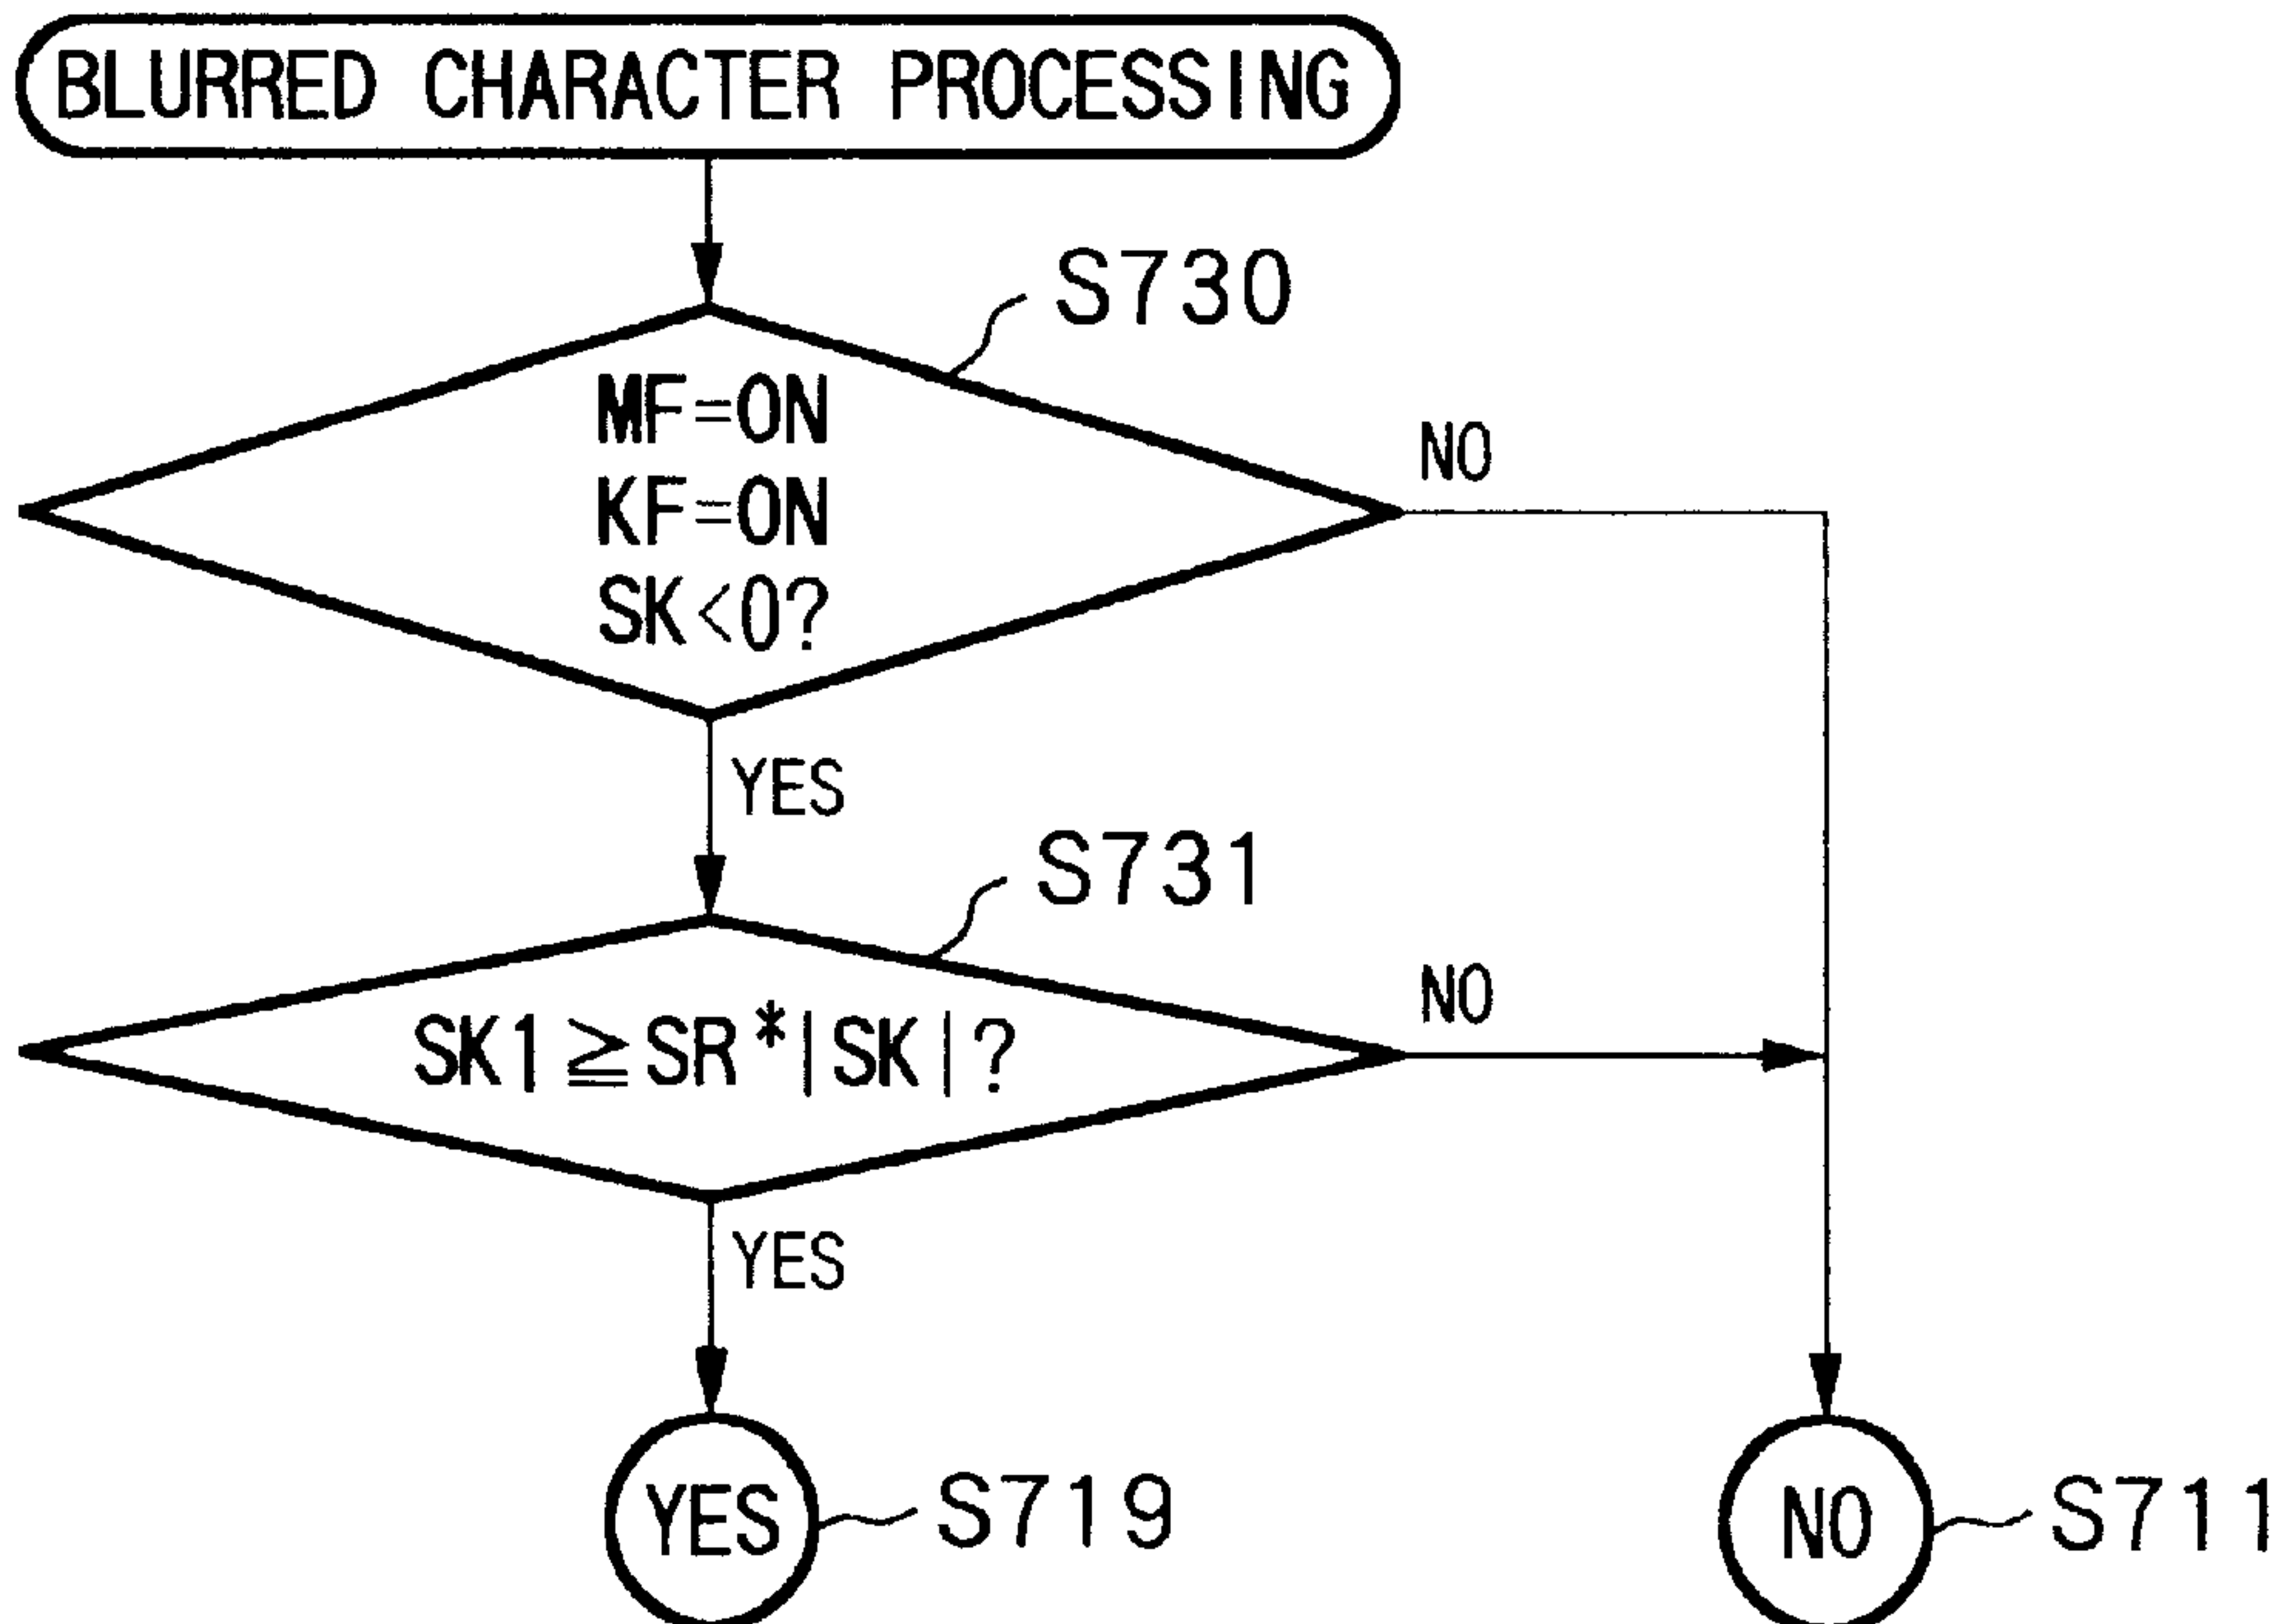 BLURRED CHARACTER PROCESSING
S730
MF=ON
KF=ON
SK<0?
NO
YES
S731
SK1≧SR*|SK|?
NO
YES
YES
S719
NO
S711